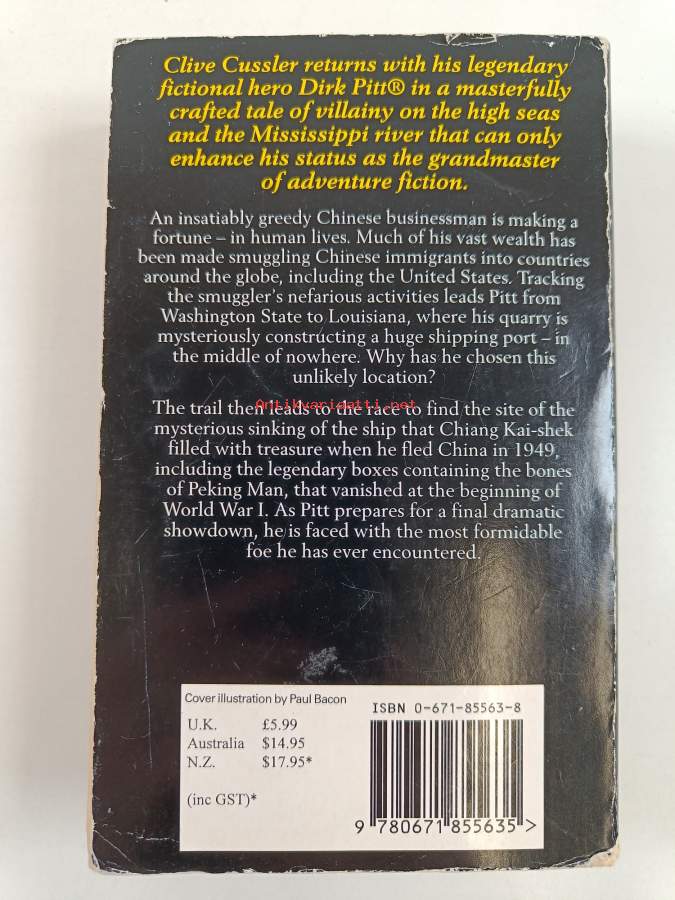 Clive Cussler returns with his legendary
fictional hero Dirk Pitt® in a masterfully
crafted tale of villainy on the high seas
and the Mississippi river that can only
enhance his status as the grandmaster
of adventure fiction.
An insatiably greedy Chinese businessman is making a
fortune – in human lives. Much of his vast wealth has
been made smuggling Chinese immigrants into countries
around the globe, including the United States. Tracking
the smuggler's nefarious activities leads Pitt from
Washington State to Louisiana, where his quarry is
mysteriously constructing a huge shipping port – in
the middle of nowhere. Why has he chosen this
unlikely location?
Antikvariaatti.net
The trail then leads to the race to find the site of the
mysterious sinking of the ship that Chiang Kai-shek
filled with treasure when he fled China in 1949,
including the legendary boxes containing the bones
of Peking Man, that vanished at the beginning of
World War I. As Pitt prepares for a final dramatic
showdown, he is faced with the most formidable
foe he has ever encountered.
Cover illustration by Paul Bacon
U.K. £5.99
Australia $14.95
N.Z. $17.95*
(inc GST)*
ISBN 0-671-85563-8
9 780671 855635 >